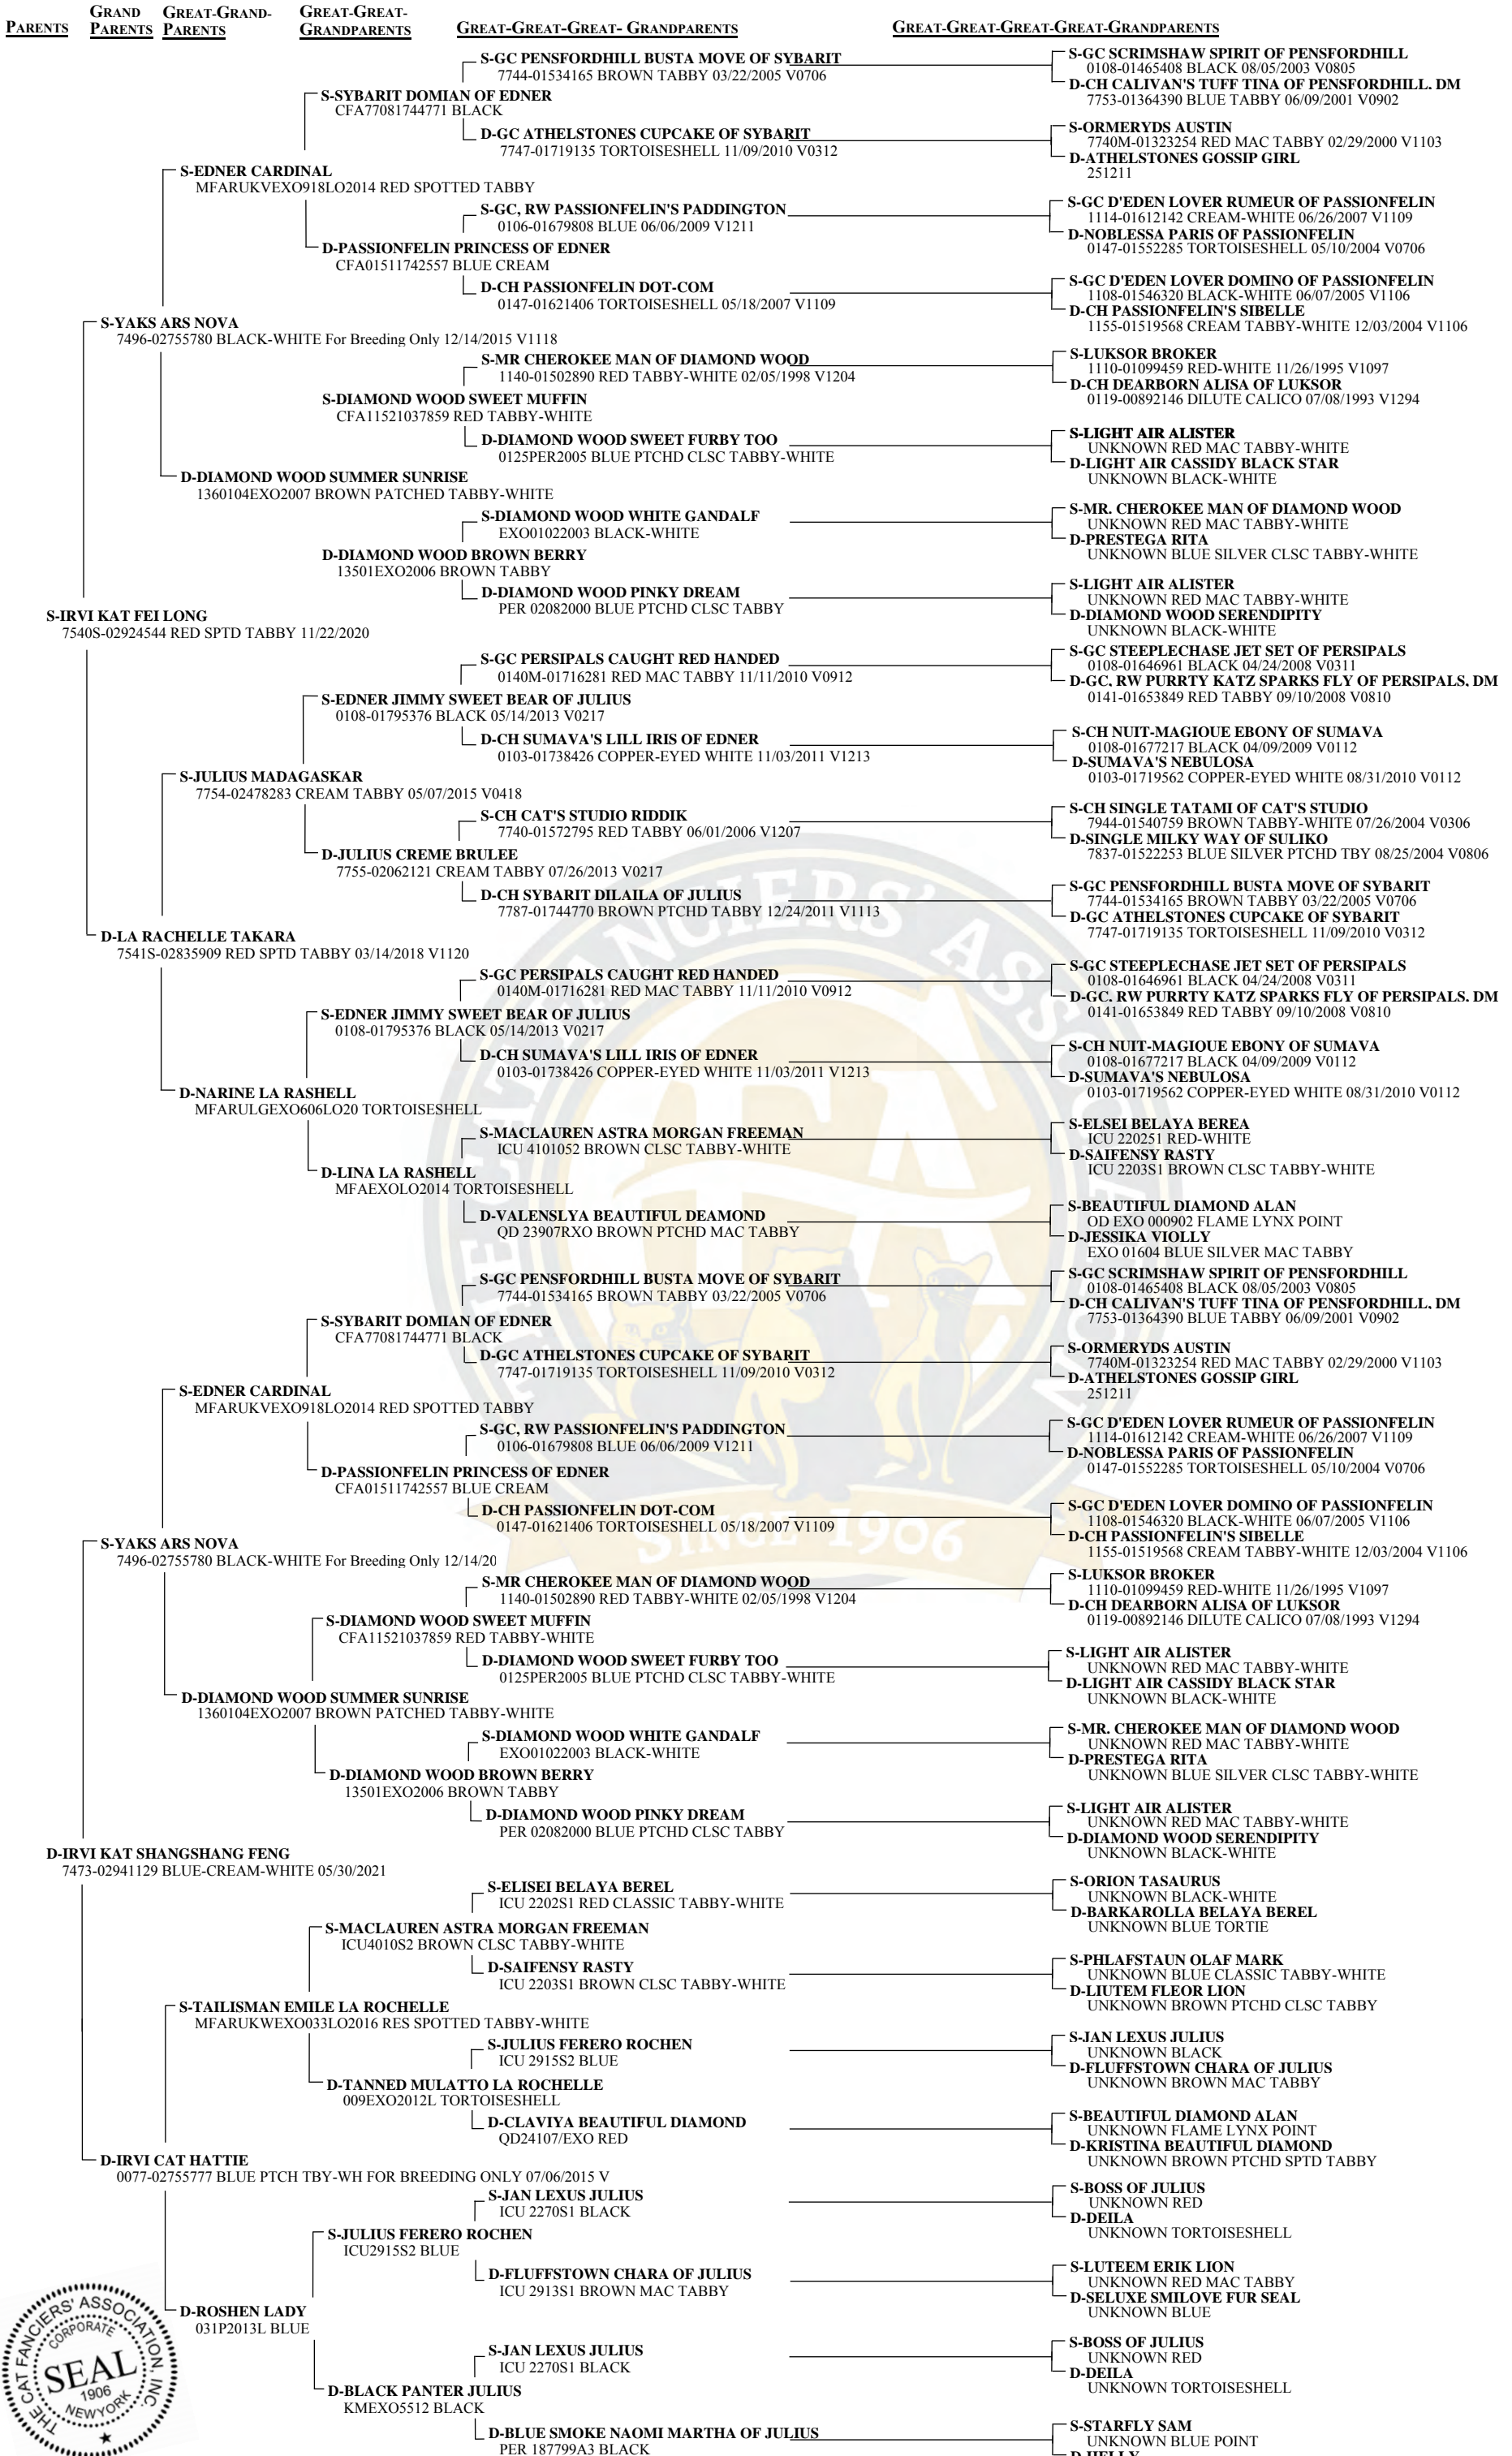 PARENTS
GRAND PARENTS
GREAT-GRAND-PARENTS
GREAT-GREAT-GRANDPARENTS
GREAT-GREAT-GREAT- GRANDPARENTS
GREAT-GREAT-GREAT-GREAT-GRANDPARENTS
S-GC PENSFORDHILL BUSTA MOVE OF SYBARIT
7744-01534165 BROWN TABBY 03/22/2005 V0706
S-GC SCRIMSHAW SPIRIT OF PENSFORDHILL
0108-01465408 BLACK 08/05/2003 V0805
D-CH CALIVAN'S TUFF TINA OF PENSFORDHILL, DM
7753-01364390 BLUE TABBY 06/09/2001 V0902
S-SYBARIT DOMIAN OF EDNER
CFA77081744771 BLACK
D-GC ATHELSTONES CUPCAKE OF SYBARIT
7747-01719135 TORTOISESHELL 11/09/2010 V0312
S-ORMERYDS AUSTIN
7740M-01323254 RED MAC TABBY 02/29/2000 V1103
D-ATHELSTONES GOSSIP GIRL
251211
S-EDNER CARDINAL
MFARUKVEXO918LO2014 RED SPOTTED TABBY
S-GC, RW PASSIONFELIN'S PADDINGTON
0106-01679808 BLUE 06/06/2009 V1211
S-GC D'EDEN LOVER RUMEUR OF PASSIONFELIN
1114-01612142 CREAM-WHITE 06/26/2007 V1109
D-NOBLESSA PARIS OF PASSIONFELIN
0147-01552285 TORTOISESHELL 05/10/2004 V0706
D-PASSIONFELIN PRINCESS OF EDNER
CFA01511742557 BLUE CREAM
D-CH PASSIONFELIN DOT-COM
0147-01621406 TORTOISESHELL 05/18/2007 V1109
S-GC D'EDEN LOVER DOMINO OF PASSIONFELIN
1108-01546320 BLACK-WHITE 06/07/2005 V1106
D-CH PASSIONFELIN'S SIBELLE
1155-01519568 CREAM TABBY-WHITE 12/03/2004 V1106
S-YAKS ARS NOVA
7496-02755780 BLACK-WHITE For Breeding Only 12/14/2015 V1118
S-MR CHEROKEE MAN OF DIAMOND WOOD
1140-01502890 RED TABBY-WHITE 02/05/1998 V1204
S-LUKSOR BROKER
1110-01099459 RED-WHITE 11/26/1995 V1097
D-CH DEARBORN ALISA OF LUKSOR
0119-00892146 DILUTE CALICO 07/08/1993 V1294
S-DIAMOND WOOD SWEET MUFFIN
CFA11521037859 RED TABBY-WHITE
D-DIAMOND WOOD SWEET FURBY TOO
0125PER2005 BLUE PTCHD CLSC TABBY-WHITE
S-LIGHT AIR ALISTER
UNKNOWN RED MAC TABBY-WHITE
D-LIGHT AIR CASSIDY BLACK STAR
UNKNOWN BLACK-WHITE
D-DIAMOND WOOD SUMMER SUNRISE
1360104EXO2007 BROWN PATCHED TABBY-WHITE
S-DIAMOND WOOD WHITE GANDALF
EXO01022003 BLACK-WHITE
S-MR. CHEROKEE MAN OF DIAMOND WOOD
UNKNOWN RED MAC TABBY-WHITE
D-PRESTEGA RITA
UNKNOWN BLUE SILVER CLSC TABBY-WHITE
D-DIAMOND WOOD BROWN BERRY
13501EXO2006 BROWN TABBY
D-DIAMOND WOOD PINKY DREAM
PER 02082000 BLUE PTCHD CLSC TABBY
S-LIGHT AIR ALISTER
UNKNOWN RED MAC TABBY-WHITE
D-DIAMOND WOOD SERENDIPITY
UNKNOWN BLACK-WHITE
S-IRVI KAT FEI LONG
7540S-02924544 RED SPTD TABBY 11/22/2020
S-GC PERSIPALS CAUGHT RED HANDED
0140M-01716281 RED MAC TABBY 11/11/2010 V0912
S-GC STEEPLECHASE JET SET OF PERSIPALS
0108-01646961 BLACK 04/24/2008 V0311
D-GC, RW PURRTY KATZ SPARKS FLY OF PERSIPALS, DM
0141-01653849 RED TABBY 09/10/2008 V0810
S-EDNER JIMMY SWEET BEAR OF JULIUS
0108-01795376 BLACK 05/14/2013 V0217
D-CH SUMAVA'S LILL IRIS OF EDNER
0103-01738426 COPPER-EYED WHITE 11/03/2011 V1213
S-CH NUIT-MAGIQUE EBONY OF SUMAVA
0108-01677217 BLACK 04/09/2009 V0112
D-SUMAVA'S NEBULOSA
0103-01719562 COPPER-EYED WHITE 08/31/2010 V0112
S-JULIUS MADAGASKAR
7754-02478283 CREAM TABBY 05/07/2015 V0418
S-CH CAT'S STUDIO RIDDIK
7740-01572795 RED TABBY 06/01/2006 V1207
S-CH SINGLE TATAMI OF CAT'S STUDIO
7944-01540759 BROWN TABBY-WHITE 07/26/2004 V0306
D-SINGLE MILKY WAY OF SULIKO
7837-01522253 BLUE SILVER PTCHD TBY 08/25/2004 V0806
D-JULIUS CREME BRULEE
7755-02062121 CREAM TABBY 07/26/2013 V0217
D-CH SYBARIT DILAILA OF JULIUS
7787-01744770 BROWN PTCHD TABBY 12/24/2011 V1113
S-GC PENSFORDHILL BUSTA MOVE OF SYBARIT
7744-01534165 BROWN TABBY 03/22/2005 V0706
D-GC ATHELSTONES CUPCAKE OF SYBARIT
7747-01719135 TORTOISESHELL 11/09/2010 V0312
D-LA RACHELLE TAKARA
7541S-02835909 RED SPTD TABBY 03/14/2018 V1120
S-GC PERSIPALS CAUGHT RED HANDED
0140M-01716281 RED MAC TABBY 11/11/2010 V0912
S-GC STEEPLECHASE JET SET OF PERSIPALS
0108-01646961 BLACK 04/24/2008 V0311
D-GC, RW PURRTY KATZ SPARKS FLY OF PERSIPALS, DM
0141-01653849 RED TABBY 09/10/2008 V0810
S-EDNER JIMMY SWEET BEAR OF JULIUS
0108-01795376 BLACK 05/14/2013 V0217
D-CH SUMAVA'S LILL IRIS OF EDNER
0103-01738426 COPPER-EYED WHITE 11/03/2011 V1213
S-CH NUIT-MAGIQUE EBONY OF SUMAVA
0108-01677217 BLACK 04/09/2009 V0112
D-SUMAVA'S NEBULOSA
0103-01719562 COPPER-EYED WHITE 08/31/2010 V0112
D-NARINE LA RASHELL
MFARULGEXO606LO20 TORTOISESHELL
S-MACLAUREN ASTRA MORGAN FREEMAN
ICU 4101052 BROWN CLSC TABBY-WHITE
S-ELSEI BELAYA BEREA
ICU 220251 RED-WHITE
D-SAIFENSY RASTY
ICU 2203S1 BROWN CLSC TABBY-WHITE
D-LINA LA RASHELL
MFAEXOLO2014 TORTOISESHELL
D-VALENSLYA BEAUTIFUL DEAMOND
QD 23907RXO BROWN PTCHD MAC TABBY
S-BEAUTIFUL DIAMOND ALAN
OD EXO 000902 FLAME LYNX POINT
D-JESSIKA VIOLLY
EXO 01604 BLUE SILVER MAC TABBY
S-GC PENSFORDHILL BUSTA MOVE OF SYBARIT
7744-01534165 BROWN TABBY 03/22/2005 V0706
S-GC SCRIMSHAW SPIRIT OF PENSFORDHILL
0108-01465408 BLACK 08/05/2003 V0805
D-CH CALIVAN'S TUFF TINA OF PENSFORDHILL, DM
7753-01364390 BLUE TABBY 06/09/2001 V0902
S-SYBARIT DOMIAN OF EDNER
CFA77081744771 BLACK
D-GC ATHELSTONES CUPCAKE OF SYBARIT
7747-01719135 TORTOISESHELL 11/09/2010 V0312
S-ORMERYDS AUSTIN
7740M-01323254 RED MAC TABBY 02/29/2000 V1103
D-ATHELSTONES GOSSIP GIRL
251211
S-EDNER CARDINAL
MFARUKVEXO918LO2014 RED SPOTTED TABBY
S-GC, RW PASSIONFELIN'S PADDINGTON
0106-01679808 BLUE 06/06/2009 V1211
S-GC D'EDEN LOVER RUMEUR OF PASSIONFELIN
1114-01612142 CREAM-WHITE 06/26/2007 V1109
D-NOBLESSA PARIS OF PASSIONFELIN
0147-01552285 TORTOISESHELL 05/10/2004 V0706
D-PASSIONFELIN PRINCESS OF EDNER
CFA01511742557 BLUE CREAM
D-CH PASSIONFELIN DOT-COM
0147-01621406 TORTOISESHELL 05/18/2007 V1109
S-GC D'EDEN LOVER DOMINO OF PASSIONFELIN
1108-01546320 BLACK-WHITE 06/07/2005 V1106
D-CH PASSIONFELIN'S SIBELLE
1155-01519568 CREAM TABBY-WHITE 12/03/2004 V1106
S-YAKS ARS NOVA
7496-02755780 BLACK-WHITE For Breeding Only 12/14/20
S-MR CHEROKEE MAN OF DIAMOND WOOD
1140-01502890 RED TABBY-WHITE 02/05/1998 V1204
S-LUKSOR BROKER
1110-01099459 RED-WHITE 11/26/1995 V1097
D-CH DEARBORN ALISA OF LUKSOR
0119-00892146 DILUTE CALICO 07/08/1993 V1294
S-DIAMOND WOOD SWEET MUFFIN
CFA11521037859 RED TABBY-WHITE
D-DIAMOND WOOD SWEET FURBY TOO
0125PER2005 BLUE PTCHD CLSC TABBY-WHITE
S-LIGHT AIR ALISTER
UNKNOWN RED MAC TABBY-WHITE
D-LIGHT AIR CASSIDY BLACK STAR
UNKNOWN BLACK-WHITE
D-DIAMOND WOOD SUMMER SUNRISE
1360104EXO2007 BROWN PATCHED TABBY-WHITE
S-DIAMOND WOOD WHITE GANDALF
EXO01022003 BLACK-WHITE
S-MR. CHEROKEE MAN OF DIAMOND WOOD
UNKNOWN RED MAC TABBY-WHITE
D-PRESTEGA RITA
UNKNOWN BLUE SILVER CLSC TABBY-WHITE
D-DIAMOND WOOD BROWN BERRY
13501EXO2006 BROWN TABBY
D-DIAMOND WOOD PINKY DREAM
PER 02082000 BLUE PTCHD CLSC TABBY
S-LIGHT AIR ALISTER
UNKNOWN RED MAC TABBY-WHITE
D-DIAMOND WOOD SERENDIPITY
UNKNOWN BLACK-WHITE
D-IRVI KAT SHANGSHANG FENG
7473-02941129 BLUE-CREAM-WHITE 05/30/2021
S-ELISEI BELAYA BEREL
ICU 2202S1 RED CLASSIC TABBY-WHITE
S-ORION TASAURUS
UNKNOWN BLACK-WHITE
D-BARKAROLLA BELAYA BEREL
UNKNOWN BLUE TORTIE
S-MACLAUREN ASTRA MORGAN FREEMAN
ICU4010S2 BROWN CLSC TABBY-WHITE
D-SAIFENSY RASTY
ICU 2203S1 BROWN CLSC TABBY-WHITE
S-PHLAFSTAUN OLAF MARK
UNKNOWN BLUE CLASSIC TABBY-WHITE
D-LIUTEM FLEOR LION
UNKNOWN BROWN PTCHD CLSC TABBY
S-TAILISMAN EMILE LA ROCHELLE
MFARUKWEXO033LO2016 RES SPOTTED TABBY-WHITE
S-JULIUS FERERO ROCHEN
ICU 2915S2 BLUE
S-JAN LEXUS JULIUS
UNKNOWN BLACK
D-FLUFFSTOWN CHARA OF JULIUS
UNKNOWN BROWN MAC TABBY
D-TANNED MULATTO LA ROCHELLE
009EXO2012L TORTOISESHELL
D-CLAVIYA BEAUTIFUL DIAMOND
QD24107/EXO RED
S-BEAUTIFUL DIAMOND ALAN
UNKNOWN FLAME LYNX POINT
D-KRISTINA BEAUTIFUL DIAMOND
UNKNOWN BROWN PTCHD SPTD TABBY
D-IRVI CAT HATTIE
0077-02755777 BLUE PTCH TBY-WH FOR BREEDING ONLY 07/06/2015 V
S-JAN LEXUS JULIUS
ICU 2270S1 BLACK
S-BOSS OF JULIUS
UNKNOWN RED
D-DEILA
UNKNOWN TORTOISESHELL
S-JULIUS FERERO ROCHEN
ICU2915S2 BLUE
D-FLUFFSTOWN CHARA OF JULIUS
ICU 2913S1 BROWN MAC TABBY
S-LUTEEM ERIK LION
UNKNOWN RED MAC TABBY
D-SELUXE SMILOVE FUR SEAL
UNKNOWN BLUE
D-ROSHEN LADY
031P2013L BLUE
S-JAN LEXUS JULIUS
ICU 2270S1 BLACK
S-BOSS OF JULIUS
UNKNOWN RED
D-DEILA
UNKNOWN TORTOISESHELL
D-BLACK PANTER JULIUS
KMEXO5512 BLACK
D-BLUE SMOKE NAOMI MARTHA OF JULIUS
PER 187799A3 BLACK
S-STARFLY SAM
UNKNOWN BLUE POINT
THE CAT FANCIERS' ASSOCIATION
SINCE 1906
THE CAT FANCIERS' ASSOCIATION, INC.
CORPORATE
SEAL
1906
NEWYORK